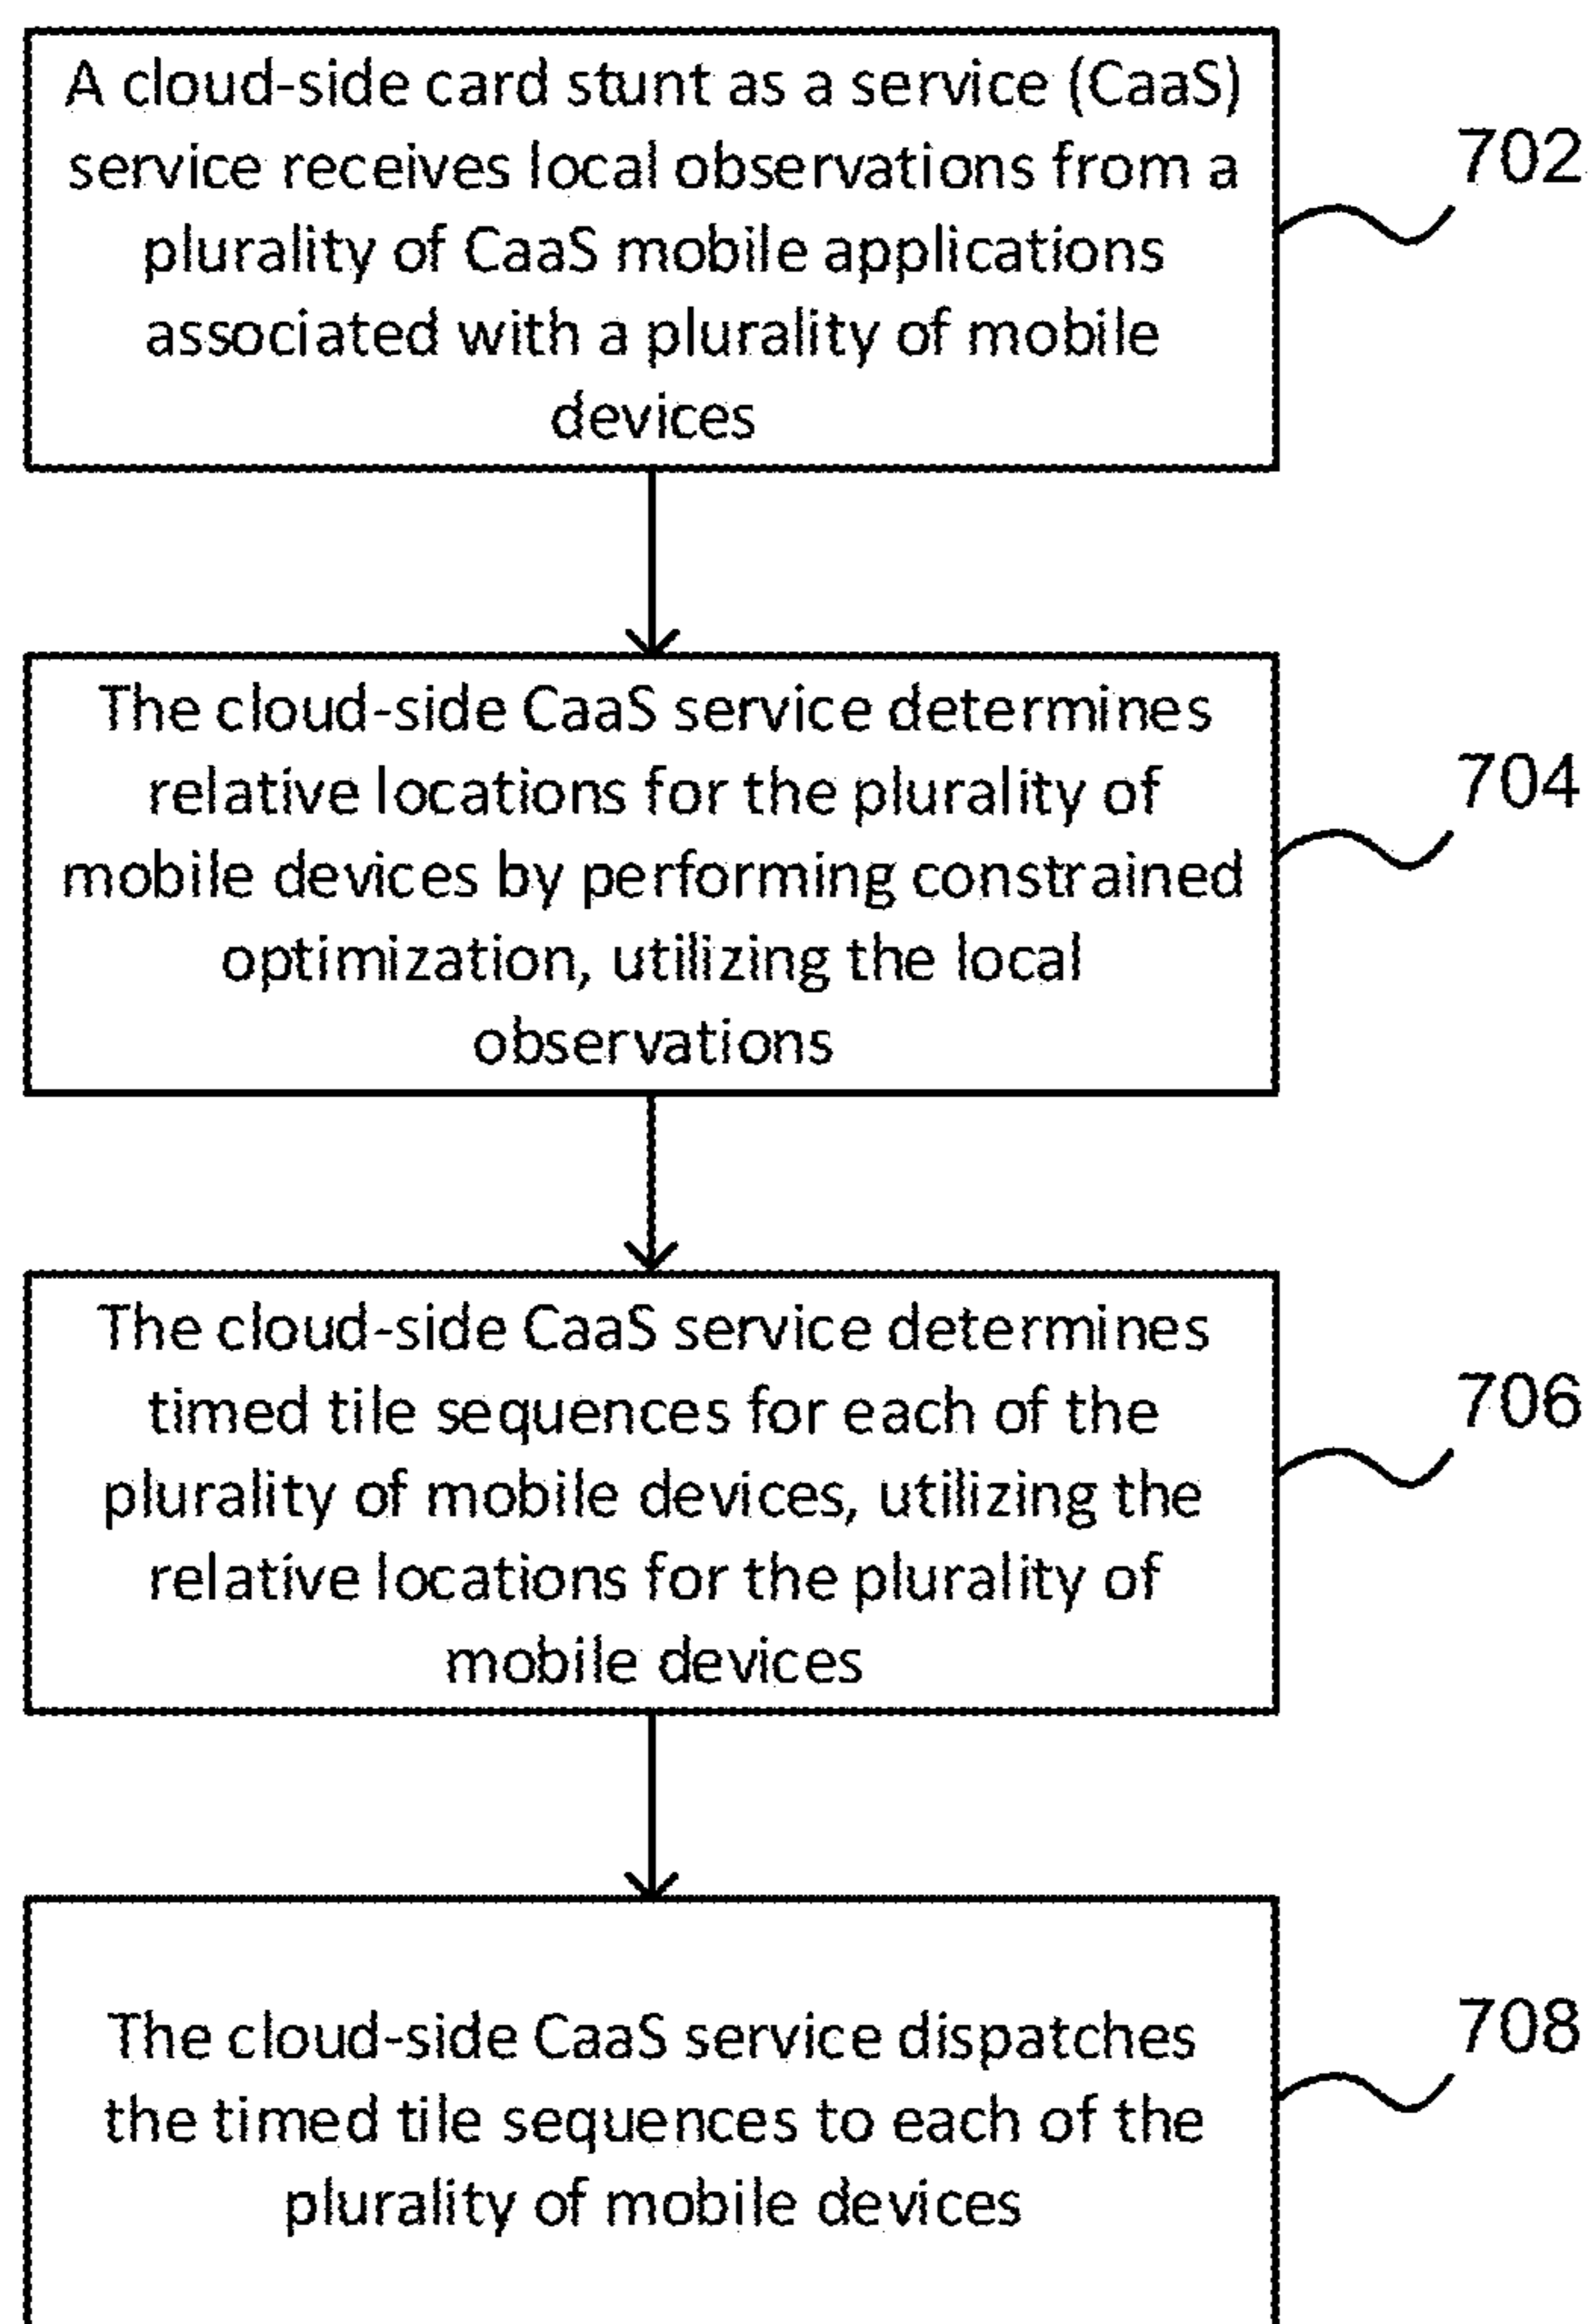 A cloud-side card stunt as a service (CaaS)
service receives local observations from a
plurality of CaaS mobile applications
associated with a plurality of mobile
devices
702
The cloud-side CaaS service determines
relative locations for the plurality of
mobile devices by performing constrained
optimization, utilizing the local
observations
704
The cloud-side CaaS service determines
timed tile sequences for each of the
plurality of mobile devices, utilizing the
relative locations for the plurality of
mobile devices
706
The cloud-side CaaS service dispatches
the timed tile sequences to each of the
plurality of mobile devices
708